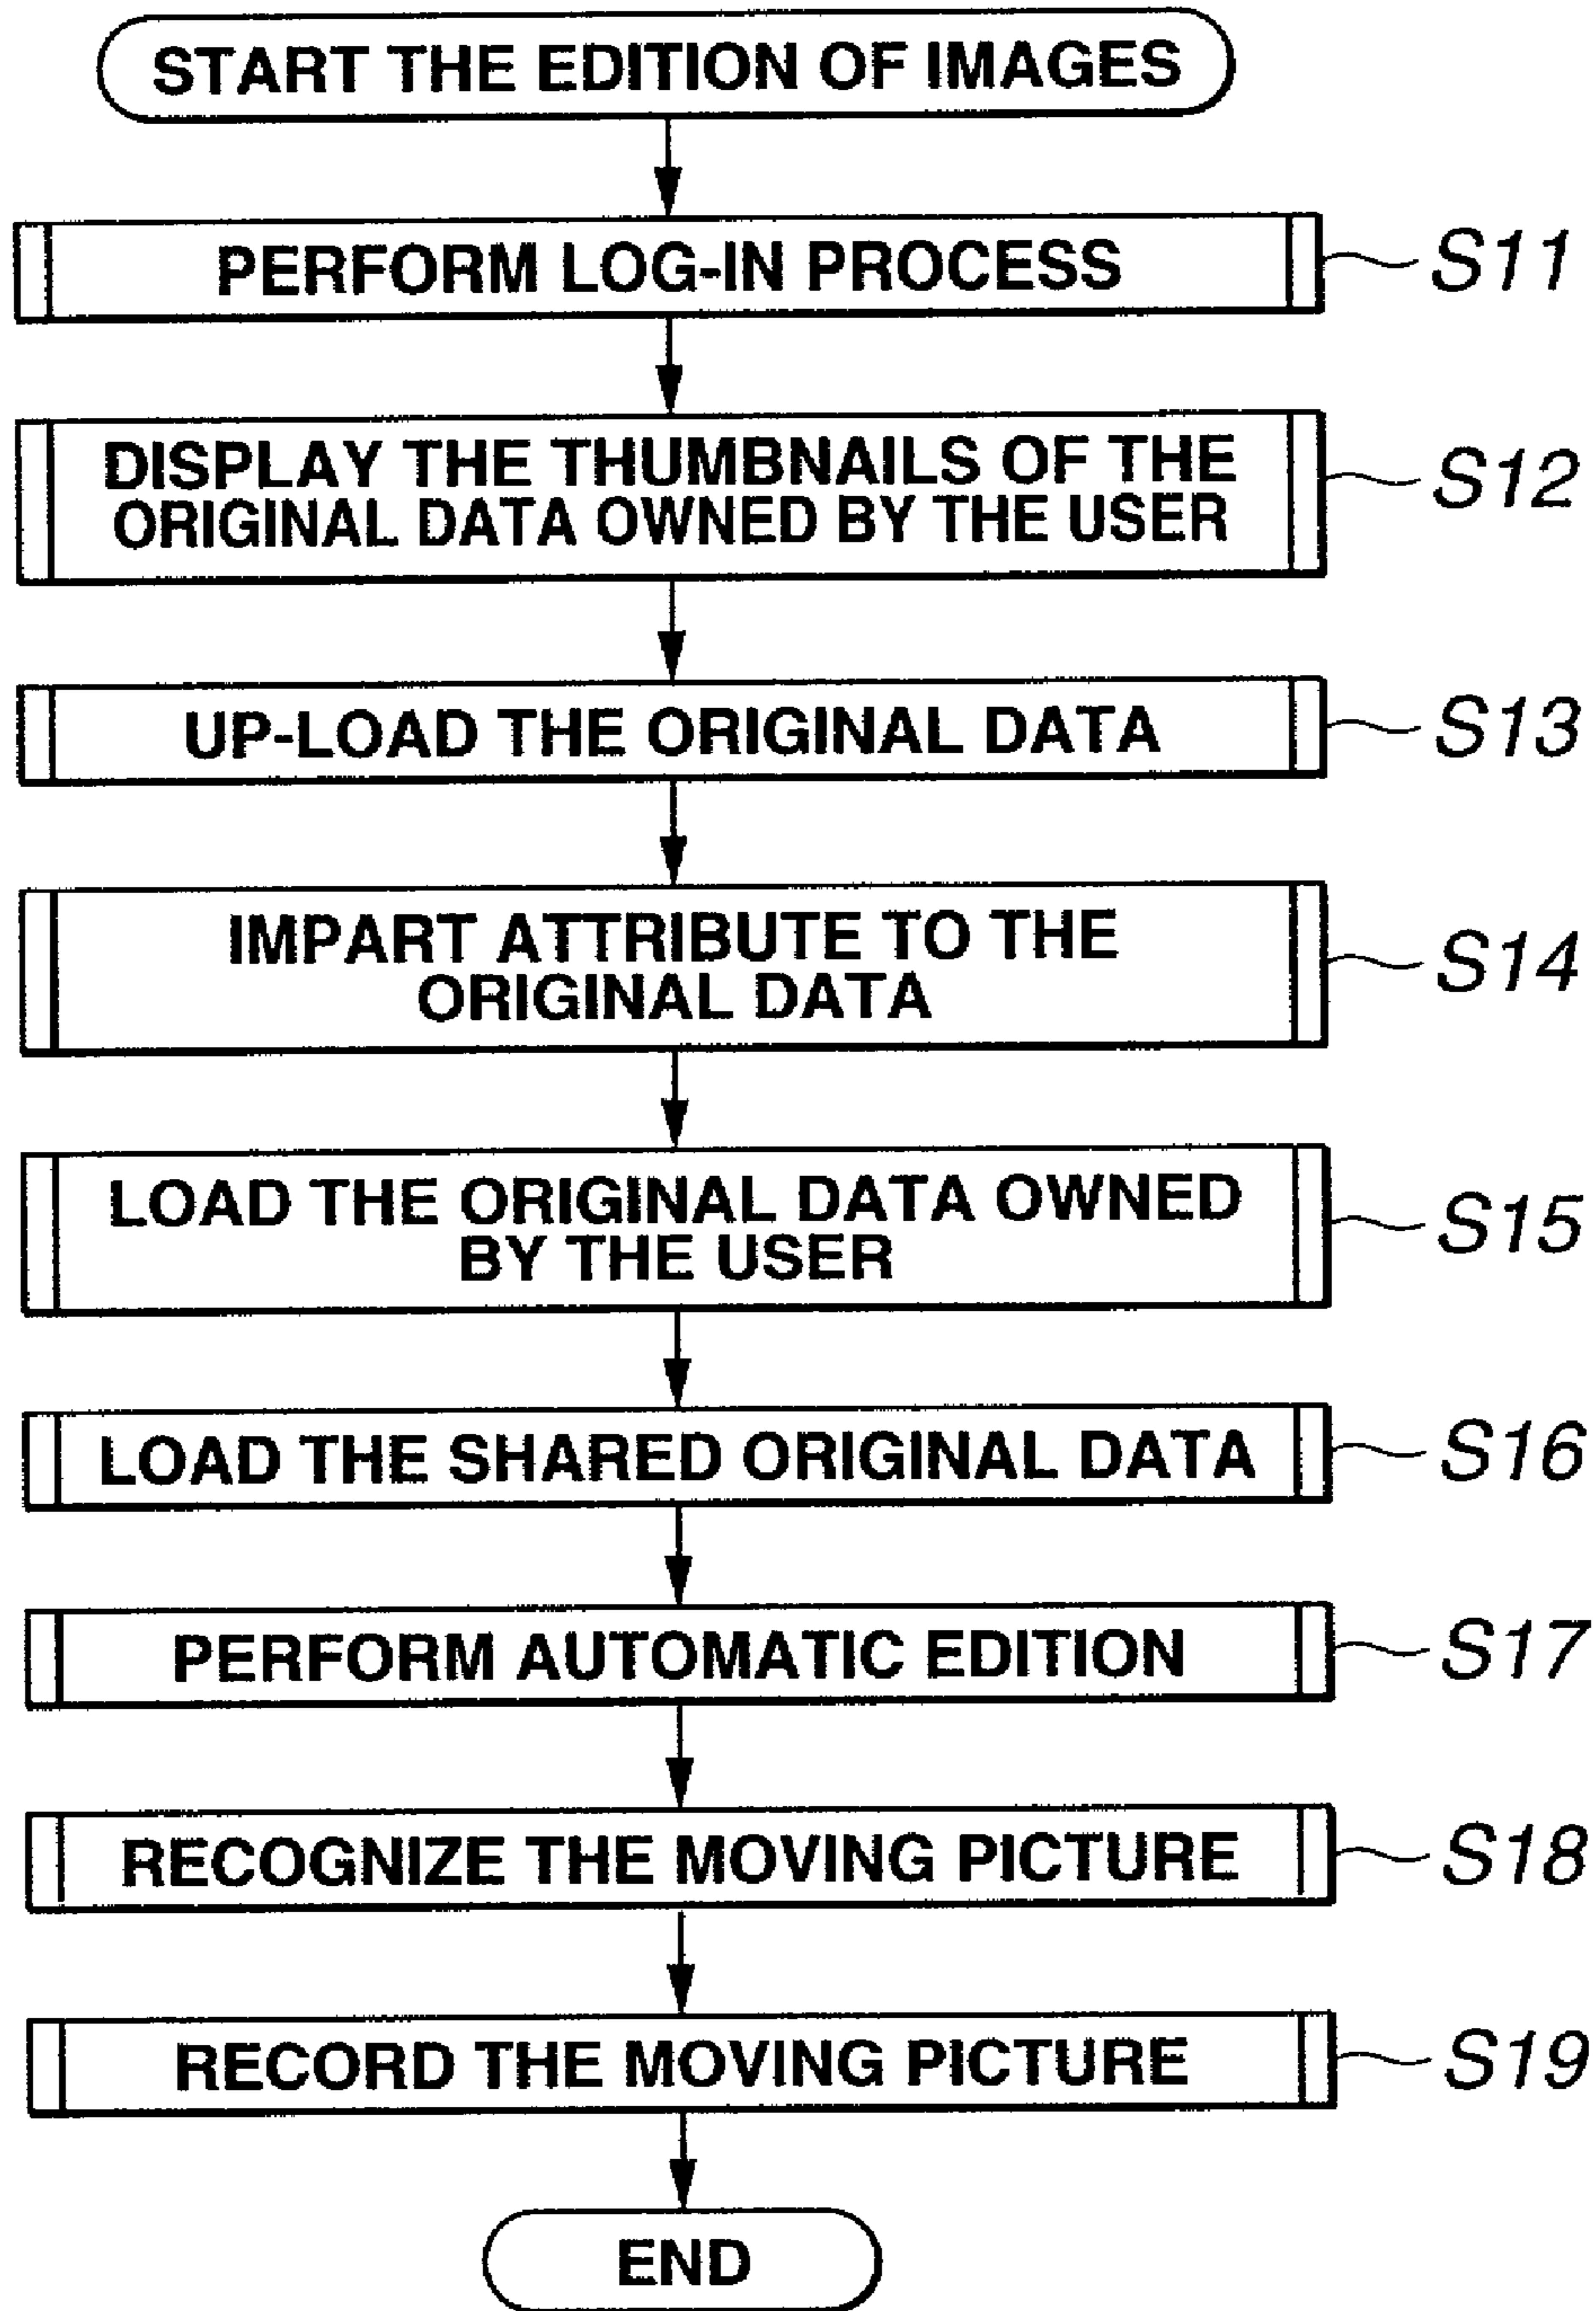 START THE EDITION OF IMAGES
PERFORM LOG-IN PROCESS
S11
DISPLAY THE THUMBNAILS OF THE
ORIGINAL DATA OWNED BY THE USER
S12
UP-LOAD THE ORIGINAL DATA
S13
IMPART ATTRIBUTE TO THE
ORIGINAL DATA
S14
LOAD THE ORIGINAL DATA OWNED
BY THE USER
S15
LOAD THE SHARED ORIGINAL DATA
S16
PERFORM AUTOMATIC EDITION
S17
RECOGNIZE THE MOVING PICTURE
S18
RECORD THE MOVING PICTURE
S19
END